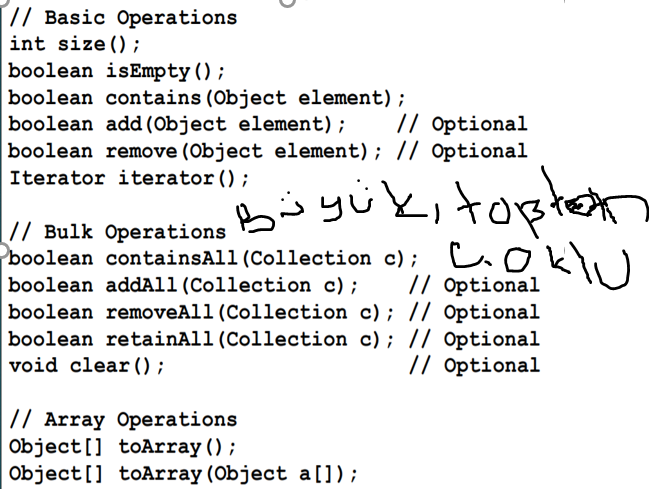 // Basic Operations
int size();
boolean isEmpty();
boolean contains(Object element);
boolean add(Object element); // Optional
boolean remove(Object element); // Optional
Iterator iterator();
Büyük, toptan
// Bulk Operations
boolean containsAll(Collection c);
Çoklu
boolean addAll(Collection c); // Optional
boolean removeAll(Collection c); // Optional
boolean retainAll(Collection c); // Optional
void clear(); // Optional
// Array Operations
Object[] toArray();
Object[] toArray(Object a[]);